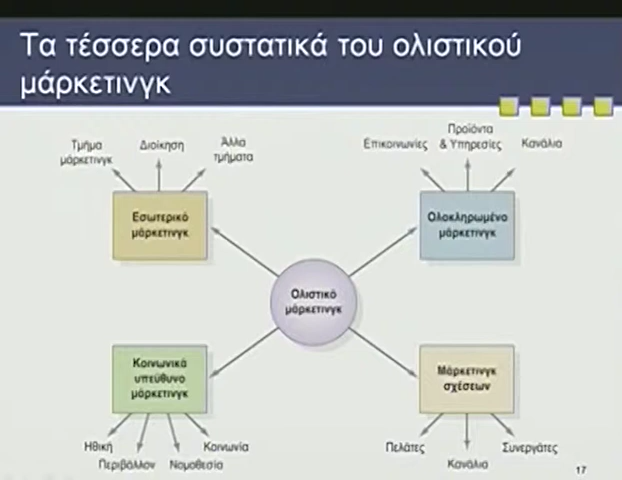 Τα τέσσερα συστατικά του ολιστικού
μάρκετινγκ
Τμήμα
μάρκετινγκ
Διοίκηση
Άλλα
τμήματα
Επικοινωνίες
Προϊόντα
& Υπηρεσίες
Κανάλια
Εσωτερικό
μάρκετινγκ
Ολοκληρωμένο
μάρκετινγκ
Ολιστικό
μάρκετινγκ
Κοινωνικά
υπεύθυνο
μάρκετινγκ
Μάρκετινγκ
σχέσεων
Ηθική
Περιβάλλον
Νομοθεσία
Κοινωνία
Πελάτες
Κανάλια
Συνεργάτες
17